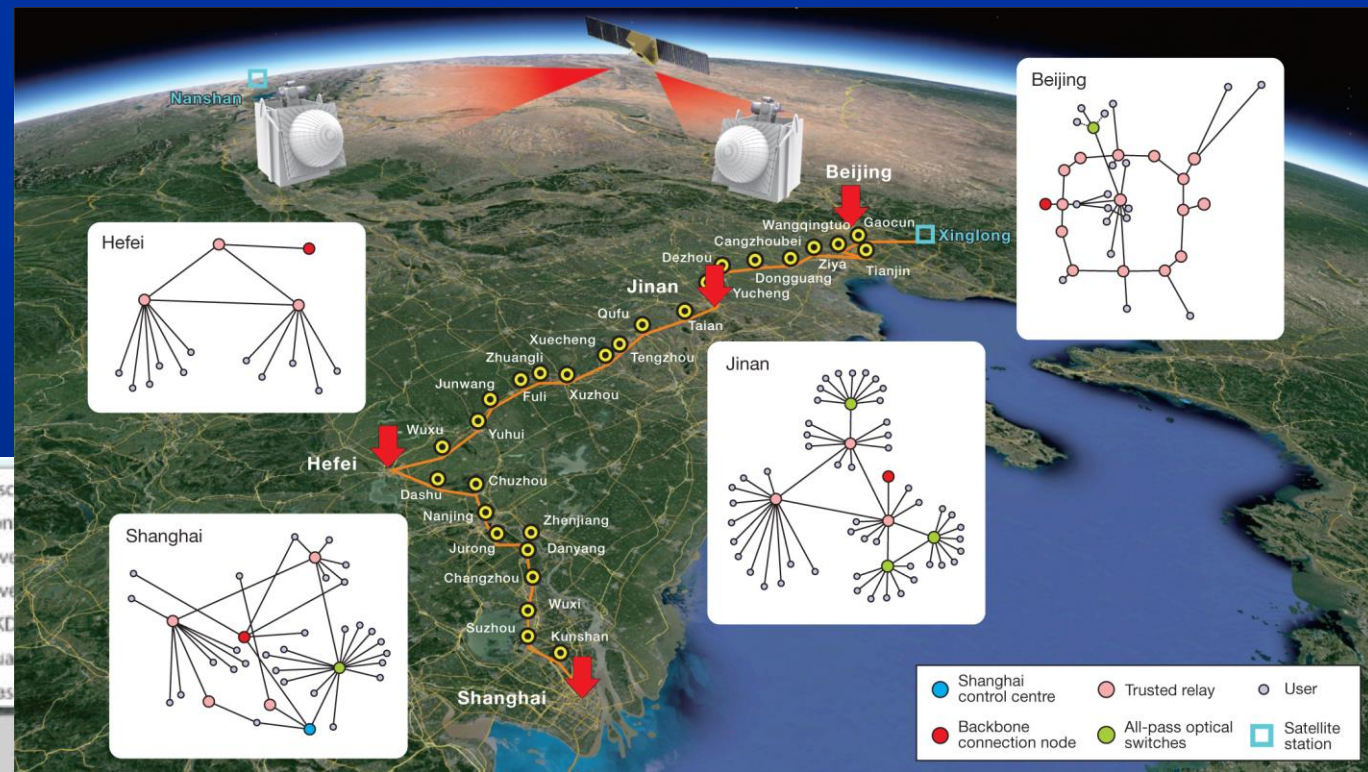 Nanshan
Beijing
Beijing
Wangqingtuo
Gaocun
Xinglong
Cangzhoubei
Dezhou
Ziya
Tianjin
Dongguang
Yucheng
Jinan
Taian
Qufu
Xuecheng
Tengzhou
Zhuangli
Xuzhou
Junwang
Fuli
Yuhui
Wuxu
Hefei
Hefei
Dashu
Chuzhou
Nanjing
Zhenjiang
Jurong
Danyang
Changzhou
Wuxi
Suzhou
Kunshan
Shanghai
Shanghai
Jinan
Shanghai
control centre
Trusted relay
User
Backbone
connection node
All-pass optical
switches
Satellite
station